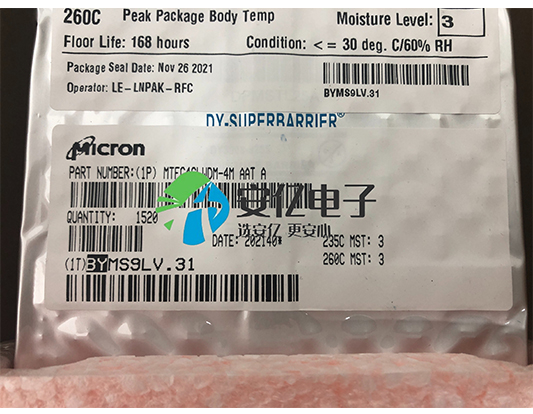 260C Peak Package Body Temp Moisture Level: 3
Floor Life: 168 hours Condition: < = 30 deg. C/60% RH
Package Seal Date: Nov 26 2021
Operator: LE-LNPAK-RFC
BYMS9LV.31
DY-SUPERBARRIER®
Micron
PART NUMBER:(1P) AAT A
安亿电子
QUANTITY: 1520
选安亿 更安心
DATE: 202140 235C MST: 3
260C MST: 3
(1T)BYMS9LV.31